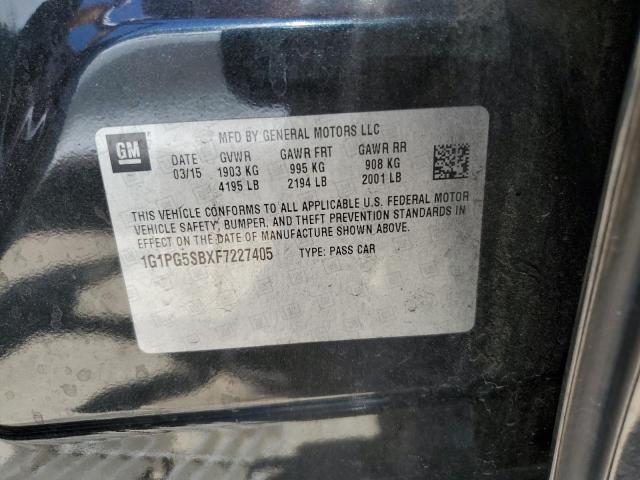 GM
MFD BY GENERAL MOTORS LLC
DATE GVWR GAWR FRT GAWR RR
03/15 1903 KG 995 KG 908 KG
4195 LB 2194 LB 2001 LB
THIS VEHICLE CONFORMS TO ALL APPLICABLE U.S. FEDERAL MOTOR
VEHICLE SAFETY, BUMPER, AND THEFT PREVENTION STANDARDS IN
EFFECT ON THE DATE OF MANUFACTURE SHOWN ABOVE.
1G1PG5SBXF7227405 TYPE: PASS CAR